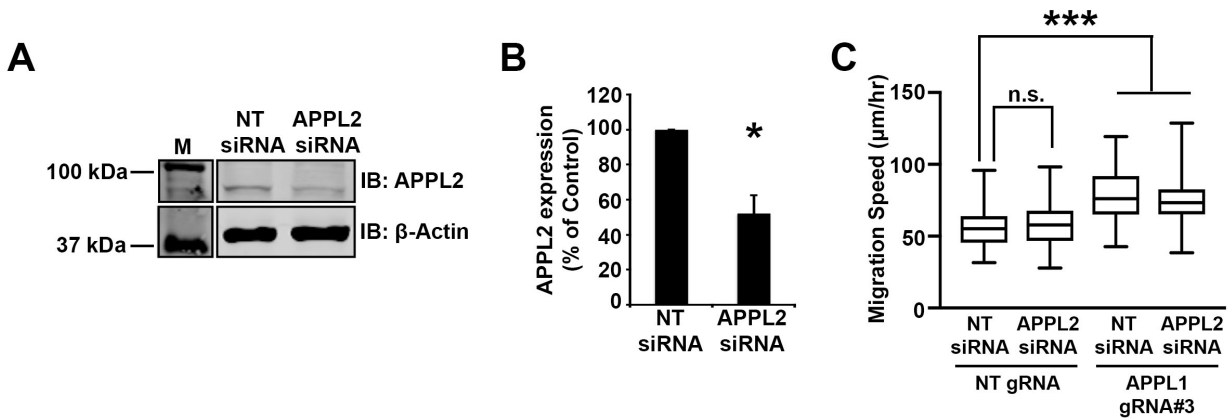 A
M
NT
siRNA
APPL2
siRNA
100 kDa
IB: APPL2
37 kDa
IB: β-Actin
B
APPL2 expression
(% of Control)
120
100
80
60
40
20
0
*
NT
siRNA
APPL2
siRNA
C
Migration Speed (µm/hr)
150
100
50
0
***
n.s.
NT
siRNA
APPL2
siRNA
NT
siRNA
APPL2
siRNA
NT gRNA
APPL1
gRNA#3